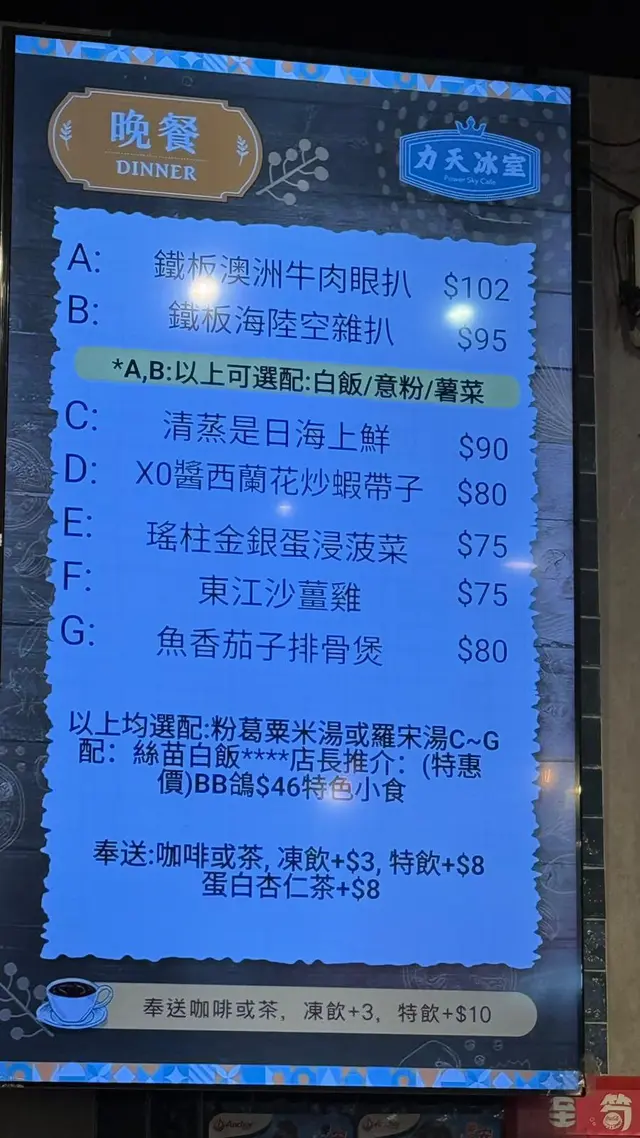 晚餐
DINNER
力天冰室
Power Sky Cafe
A: 鐵板澳洲牛肉眼扒 $102
B: 鐵板海陸空雜扒 $95
*A,B:以上可選配:白飯/意粉/薯菜
C: 清蒸是日海上鮮 $90
D: XO醬西蘭花炒蝦帶子 $80
E: 瑤柱金銀蛋浸菠菜 $75
F: 東江沙薑雞 $75
G: 魚香茄子排骨煲 $80
以上均選配:粉葛粟米湯或羅宋湯C~G
配: 絲苗白飯****店長推介: (特惠
價)BB鴿$46特色小食
奉送:咖啡或茶, 凍飲+$3, 特飲+$8
蛋白杏仁茶+$8
奉送咖啡或茶, 凍飲+3, 特飲+$10